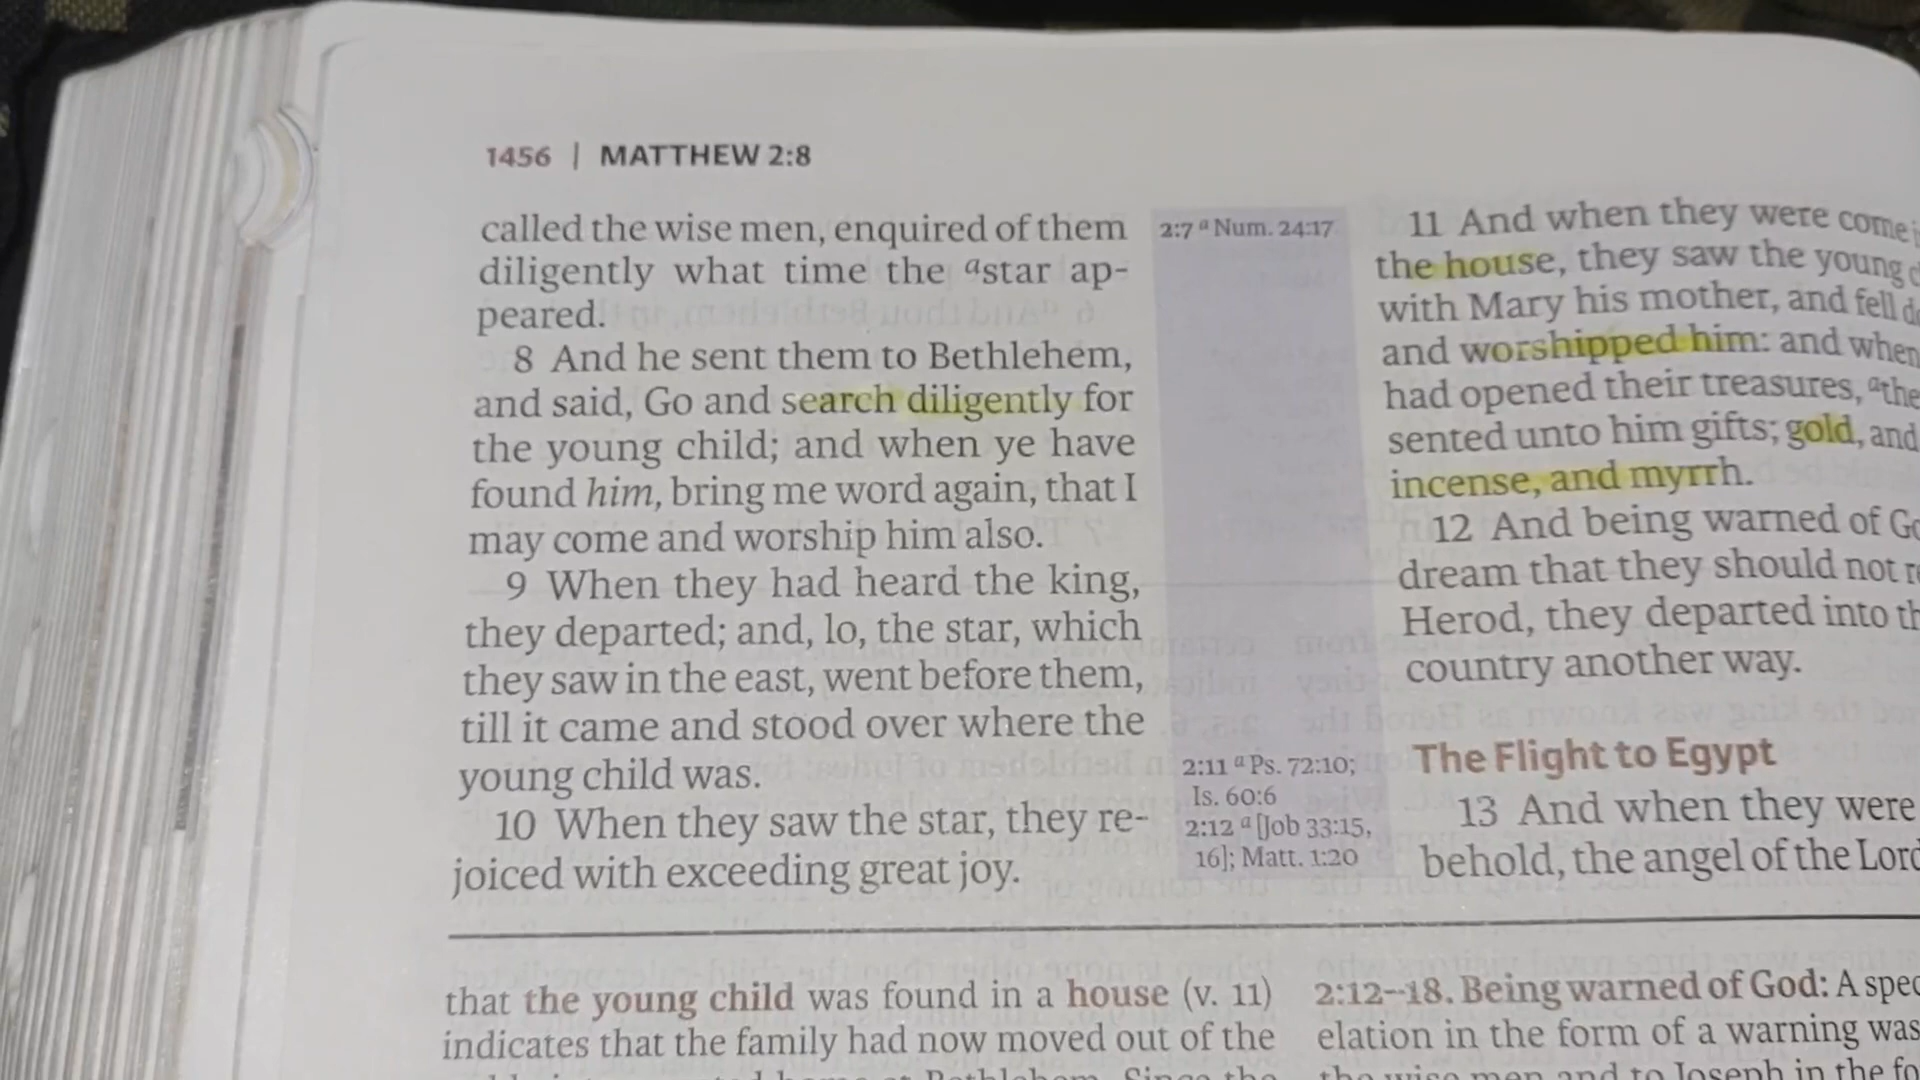 1456 | MATTHEW 2:8
called the wise men, enquired of them
diligently what time the ᵃstar ap-
peared.
8 And he sent them to Bethlehem,
and said, Go and search diligently for
the young child; and when ye have
found him, bring me word again, that I
may come and worship him also.
9 When they had heard the king,
they departed; and, lo, the star, which
they saw in the east, went before them,
till it came and stood over where the
young child was.
10 When they saw the star, they re-
joiced with exceeding great joy.
2:7 ᵃ Num. 24:17
2:11 ᵃ Ps. 72:10;
Is. 60:6
2:12 ᵃ [Job 33:15,
16]; Matt. 1:20
11 And when they were come
the house, they saw the young
with Mary his mother, and fell
and worshipped him: and when
had opened their treasures, ᵃthe
sented unto him gifts; gold, and
incense, and myrrh.
12 And being warned of
dream that they should not
Herod, they departed into
country another way.
The Flight to Egypt
13 And when they were
behold, the angel of the Lord
that the young child was found in a house (v. 11)
indicates that the family had now moved out of the
2:12–18. Being warned of God: A
elation in the form of a warning was
the wise men and to Joseph in the